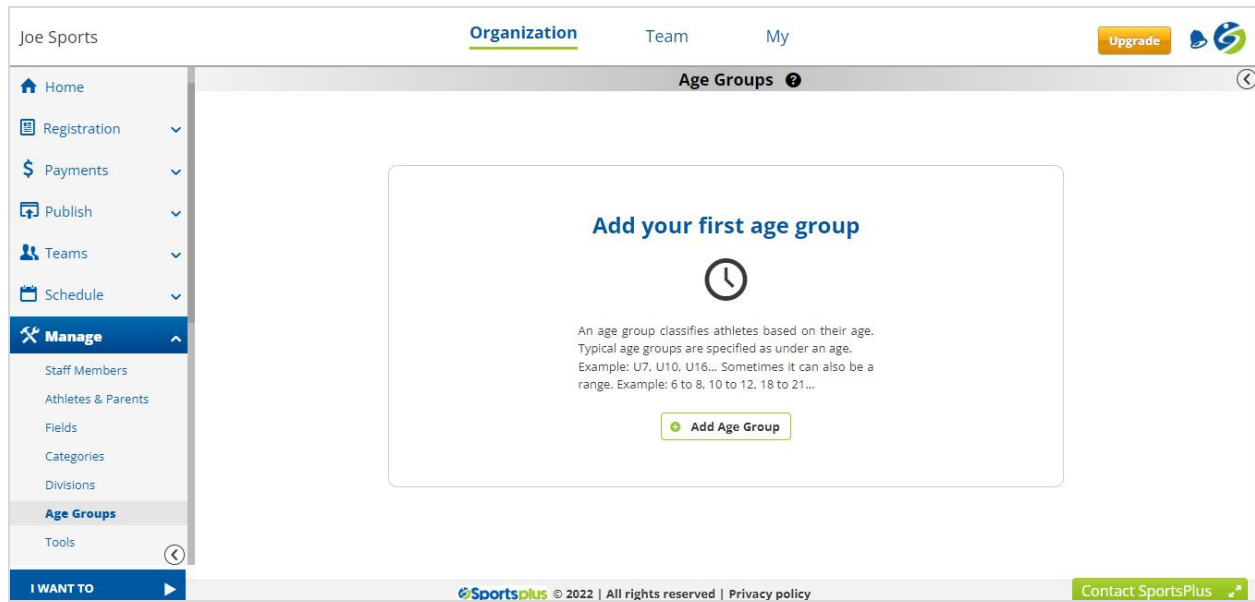 Joe Sports
Organization
Team
My
Upgrade
Age Groups ?
Home
Registration
Payments
Publish
Teams
Schedule
Manage
Staff Members
Athletes & Parents
Fields
Categories
Divisions
Age Groups
Tools
I WANT TO
Add your first age group
An age group classifies athletes based on their age.
Typical age groups are specified as under an age.
Example: U7, U10, U16... Sometimes it can also be a
range. Example: 6 to 8, 10 to 12, 18 to 21...
Add Age Group
Sportsplus © 2022 | All rights reserved | Privacy policy
Contact SportsPlus